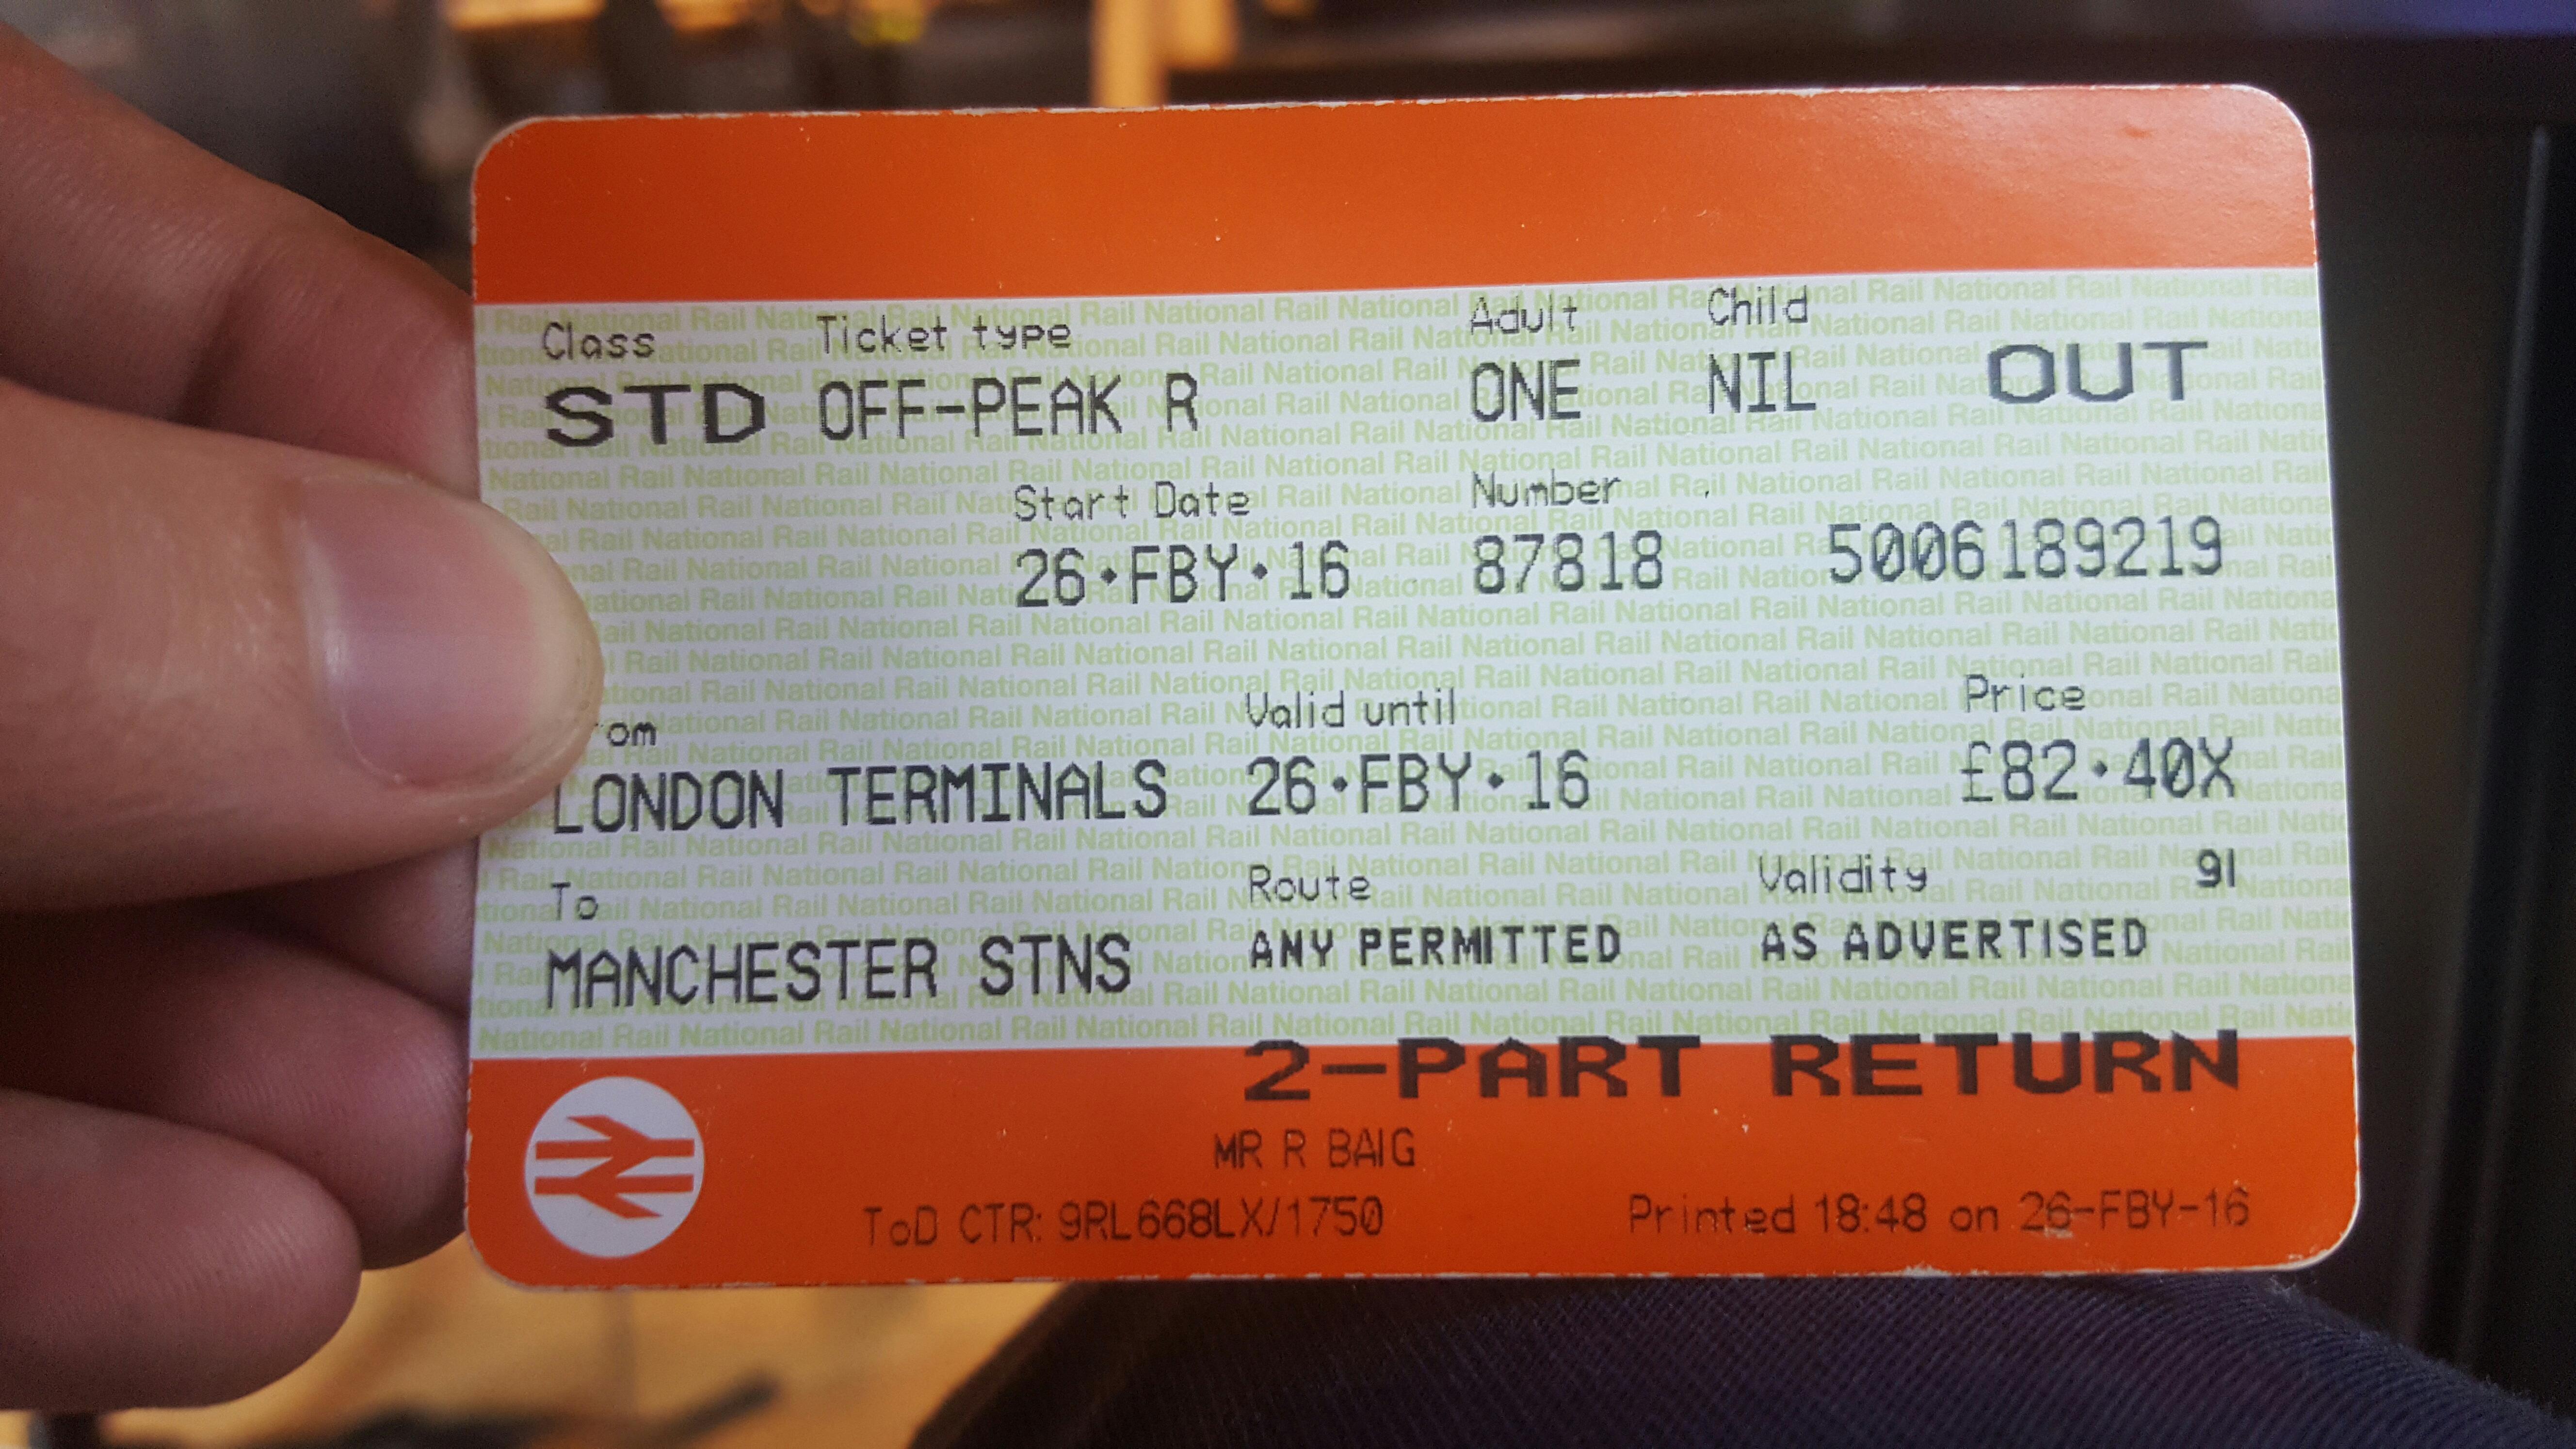 Class Ticket type Adult Child
STD OFF-PEAK R ONE NIL OUT
Start Date Number
26·FBY·16 87818 5006189219
om Valid until Price
LONDON TERMINALS 26·FBY·16 £82·40X
To Route Validity 91
MANCHESTER STNS ANY PERMITTED AS ADVERTISED
2-PART RETURN
MR R BAIG
ToD CTR: 9RL668LX/1750 Printed 18:48 on 26-FBY-16